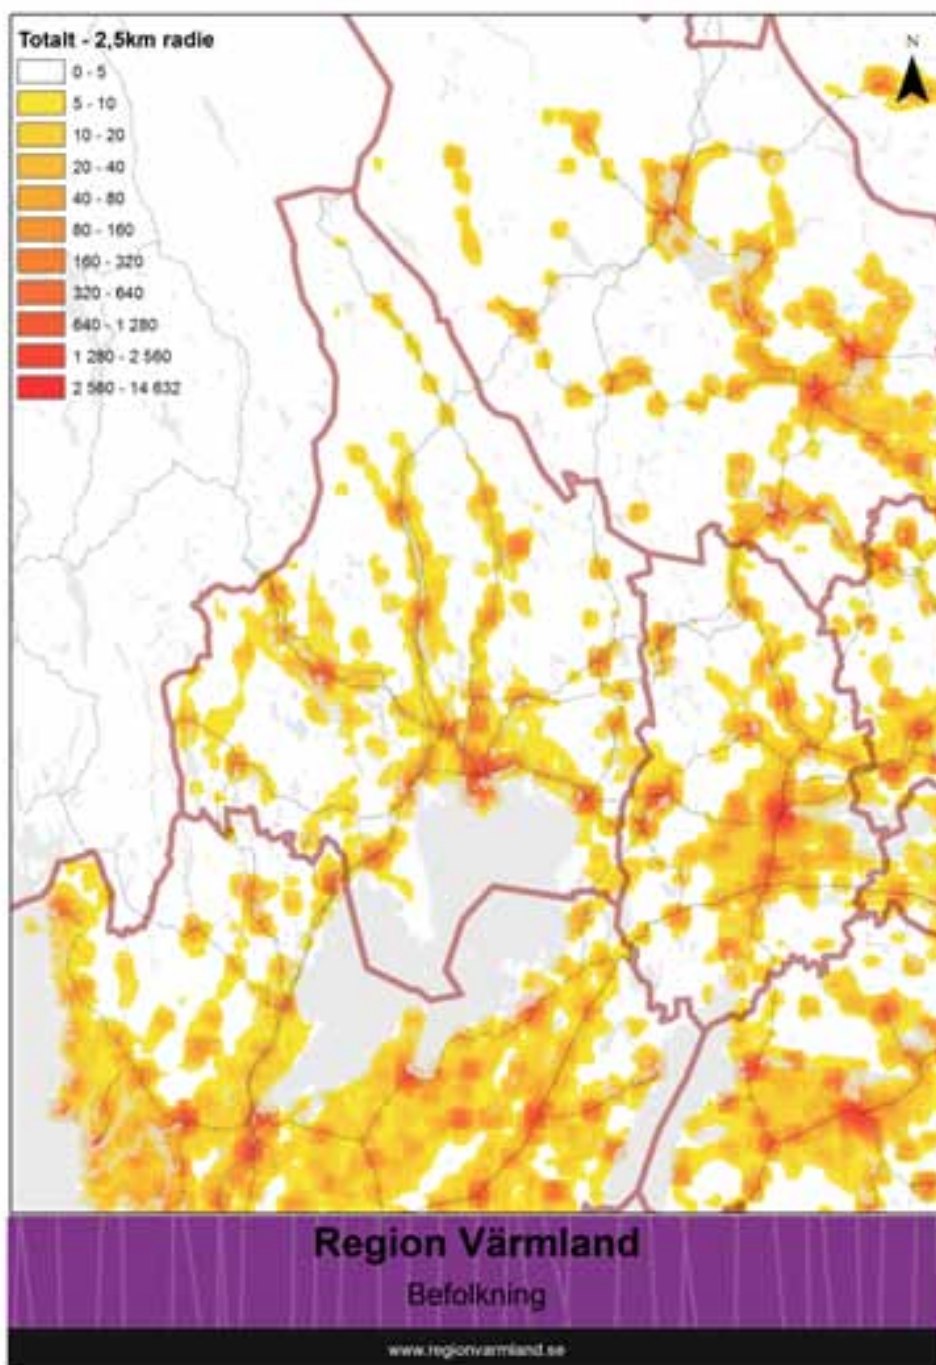 Totalt - 2,5km radie
0 - 5
5 - 10
10 - 20
20 - 40
40 - 80
80 - 160
160 - 320
320 - 640
640 - 1 280
1 280 - 2 560
2 560 - 14 632
N
Region Värmland
Befolkning
www.regionvarmland.se